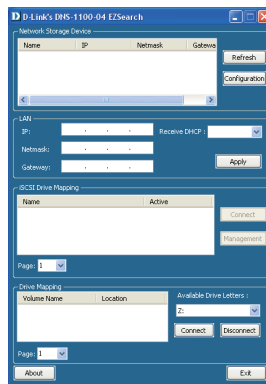 D-Link's DNS-1100-04 EZSearch
Network Storage Device
Name IP Netmask Gatewa
Refresh
Configuration
LAN
IP: . . . Receive DHCP :
Netmask: . . .
Gateway: . . . Apply
iSCSI Drive Mapping
Name Active
Connect
Management
Page: 1
Drive Mapping
Volume Name Location Available Drive Letters :
Z:
Connect Disconnect
Page: 1
About Exit